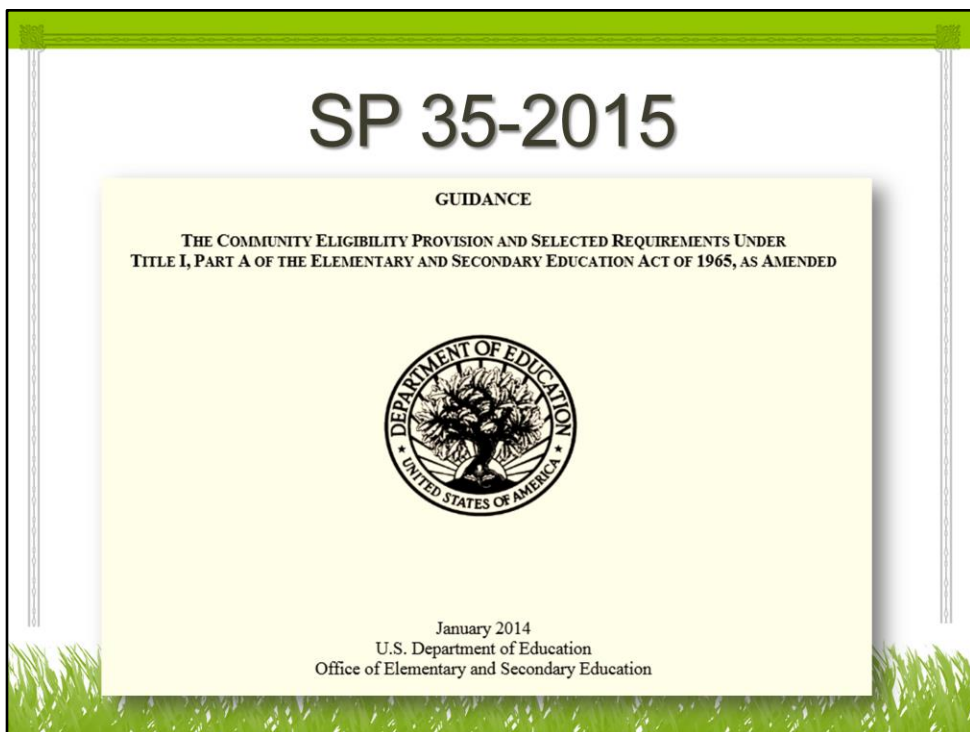 SP 35-2015
GUIDANCE
THE COMMUNITY ELIGIBILITY PROVISION AND SELECTED REQUIREMENTS UNDER
TITLE I, PART A OF THE ELEMENTARY AND SECONDARY EDUCATION ACT OF 1965, AS AMENDED
DEPARTMENT OF EDUCATION
UNITED STATES OF AMERICA
January 2014
U.S. Department of Education
Office of Elementary and Secondary Education